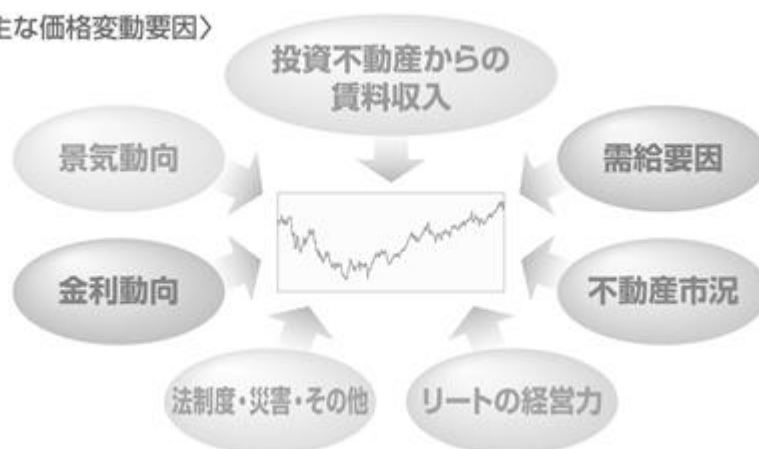 主な価格変動要因〉
投資不動産からの
賃料収入
景気動向
需給要因
金利動向
不動産市況
法制度・災害・その他
リートの経営力